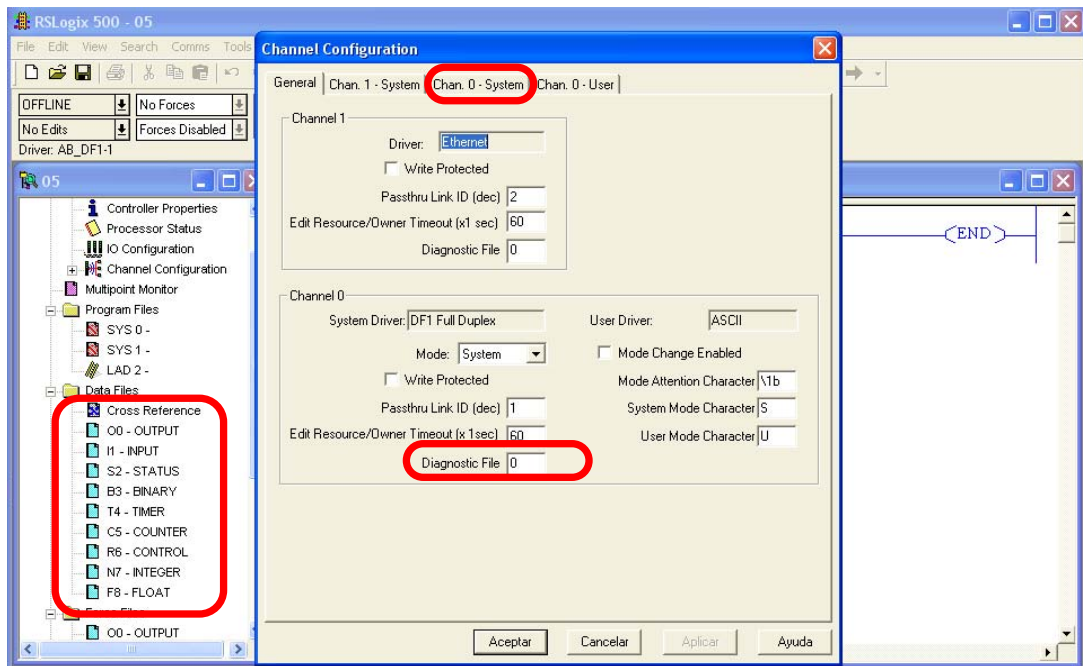 RSLogix 500 - 05
File Edit View Search Comms Tools
OFFLINE No Forces
No Edits Forces Disabled
Driver: AB_DF1-1
05
Controller Properties
Processor Status
IO Configuration
Channel Configuration
Multipoint Monitor
Program Files
SYS 0 -
SYS 1 -
LAD 2 -
Data Files
Cross Reference
O0 - OUTPUT
I1 - INPUT
S2 - STATUS
B3 - BINARY
T4 - TIMER
C5 - COUNTER
R6 - CONTROL
N7 - INTEGER
F8 - FLOAT
Force Files
O0 - OUTPUT
Channel Configuration
General Chan. 1 - System Chan. 0 - System Chan. 0 - User
Channel 1
Driver: Ethernet
Write Protected
Passthru Link ID (dec) 2
Edit Resource/Owner Timeout (x1 sec) 60
Diagnostic File 0
Channel 0
System Driver: DF1 Full Duplex User Driver: ASCII
Mode: System Mode Change Enabled
Write Protected Mode Attention Character \1b
Passthru Link ID (dec) 1 System Mode Character S
Edit Resource/Owner Timeout (x 1sec) 60 User Mode Character U
Diagnostic File 0
Aceptar Cancelar Aplicar Ayuda
END